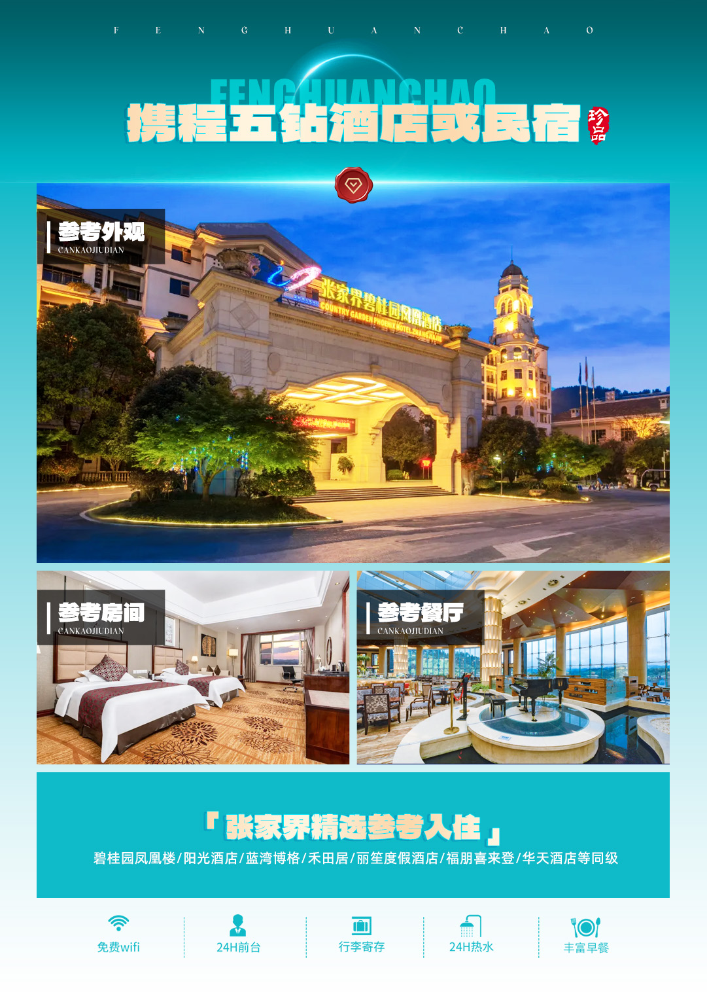 FENGHUANCHAO
FENGHUANCHAO
携程五钻酒店或民宿
珍品
参考外观
CANKAOJIUDIAN
张家界碧桂园凤凰酒店
COUNTRY GARDEN PHOENIX HOTEL ZHANGJIAJIE
参考房间
CANKAOJIUDIAN
参考餐厅
CANKAOJIUDIAN
「张家界精选参考入住」
碧桂园凤凰楼/阳光酒店/蓝湾博格/禾田居/丽笙度假酒店/福朋喜来登/华天酒店等同级
免费wifi
24H前台
行李寄存
24H热水
丰富早餐